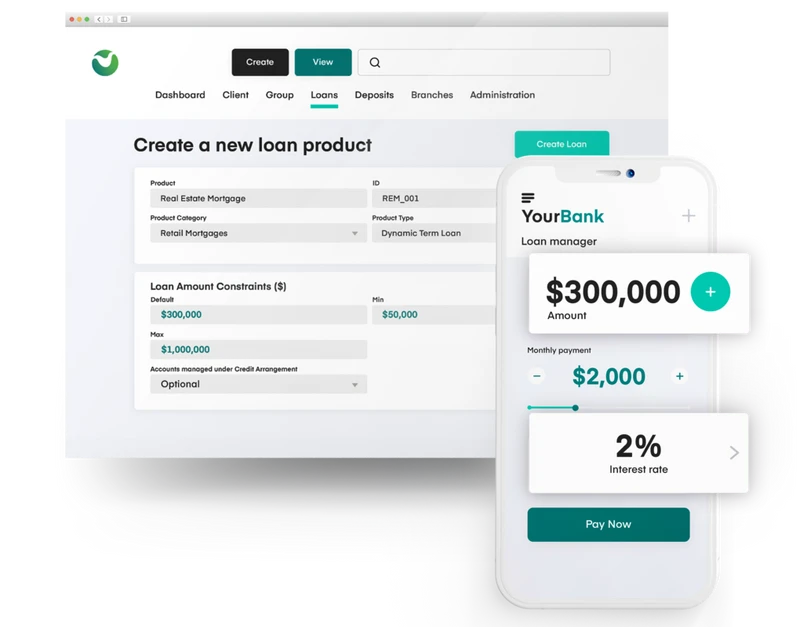 Create View
Dashboard Client Group Loans Deposits Branches Administration
Create a new loan product
Create Loan
Product
Real Estate Mortgage
ID
REM_001
Product Category
Retail Mortgages
Product Type
Dynamic Term Loan
Loan Amount Constraints ($)
Default
$300,000
Min
$50,000
Max
$1,000,000
Accounts managed under Credit Arrangement
Optional
YourBank
+
Loan manager
$300,000
+
Amount
Monthly payment
− $2,000 +
2%
Interest rate
Pay Now